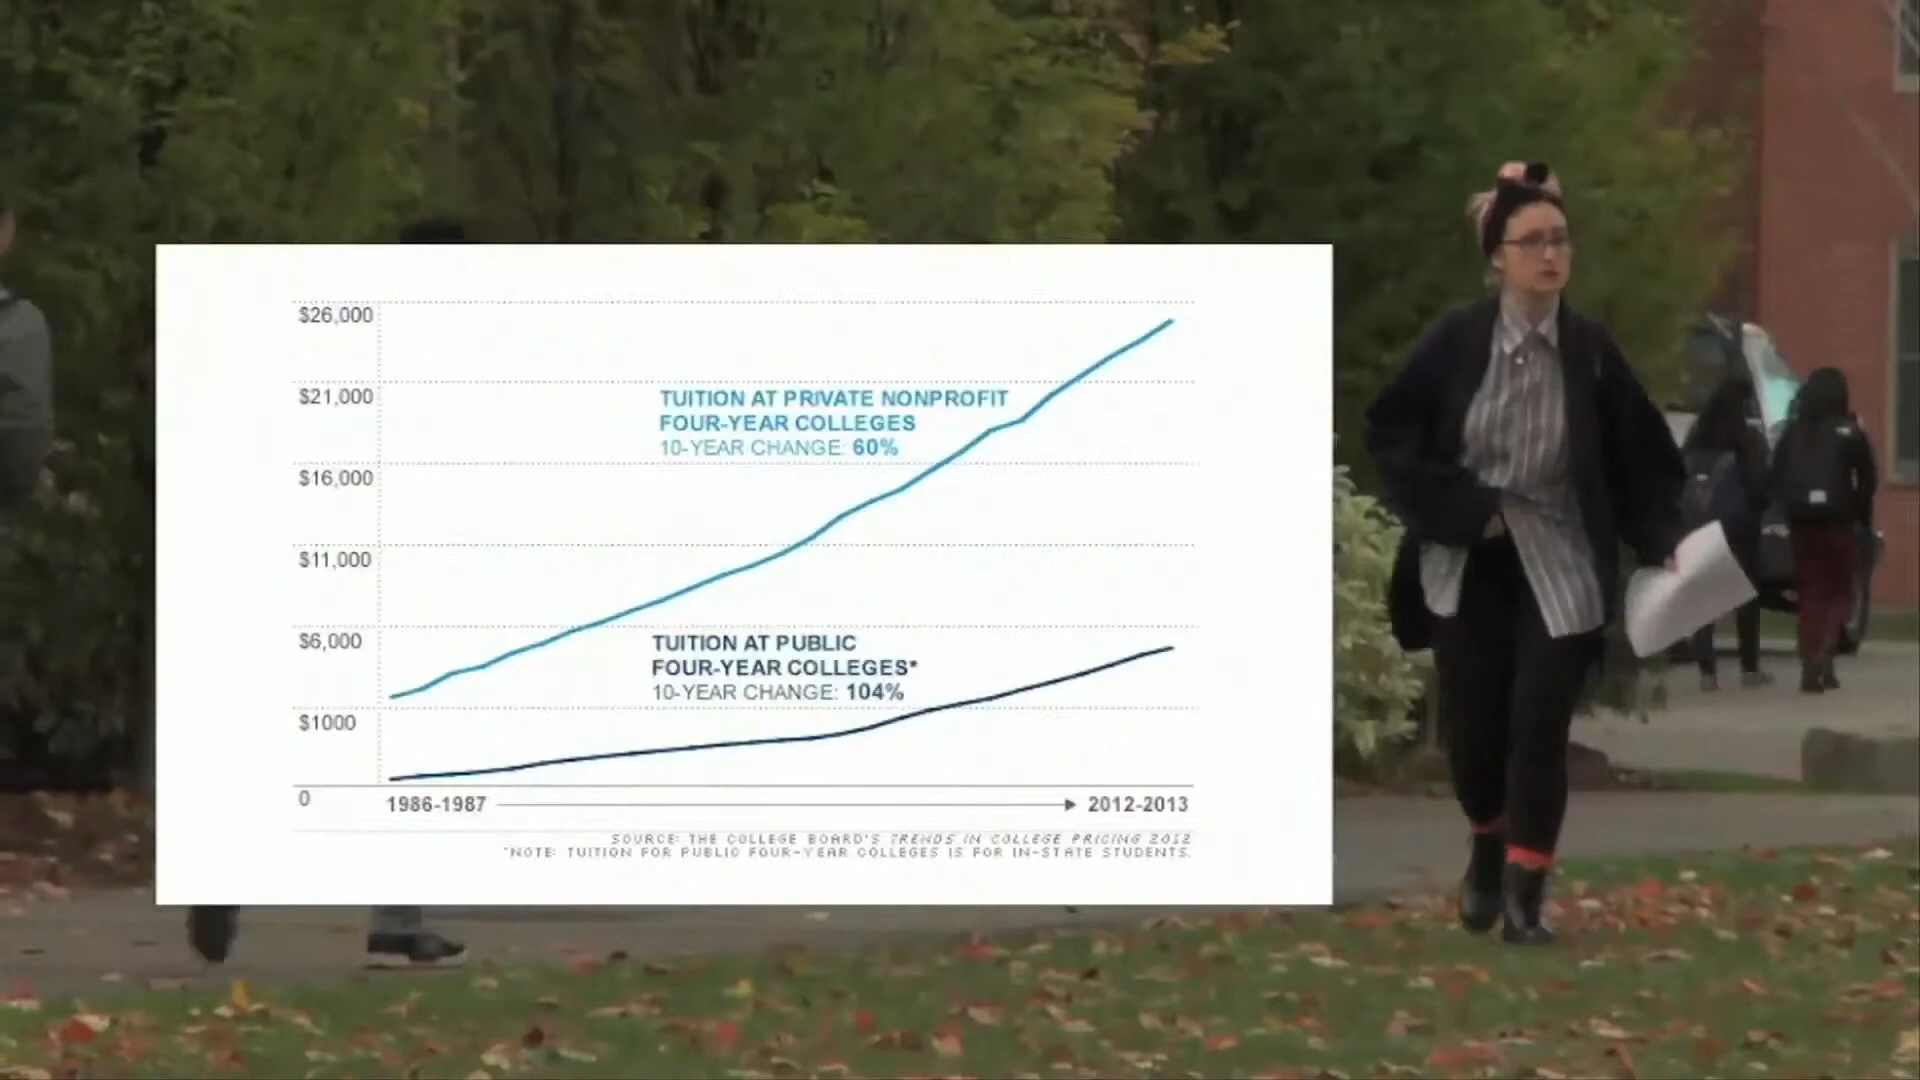 $26,000
$21,000
TUITION AT PRIVATE NONPROFIT
FOUR-YEAR COLLEGES
10-YEAR CHANGE: 60%
$16,000
$11,000
$6,000
TUITION AT PUBLIC
FOUR-YEAR COLLEGES*
10-YEAR CHANGE: 104%
$1000
0
1986-1987
2012-2013
SOURCE: THE COLLEGE BOARD'S TRENDS IN COLLEGE PRICING 2012
*NOTE: TUITION FOR PUBLIC FOUR-YEAR COLLEGES IS FOR IN-STATE STUDENTS.